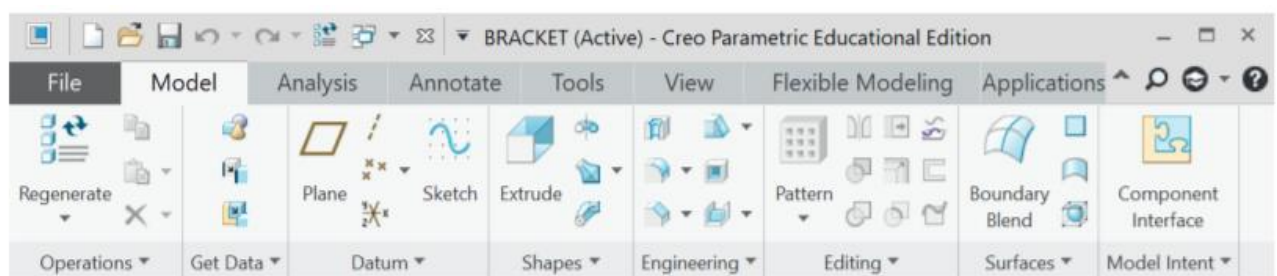 BRACKET (Active) - Creo Parametric Educational Edition
File Model Analysis Annotate Tools View Flexible Modeling Applications
Regenerate Plane Sketch Extrude Pattern Boundary Blend Component Interface
Operations Get Data Datum Shapes Engineering Editing Surfaces Model Intent